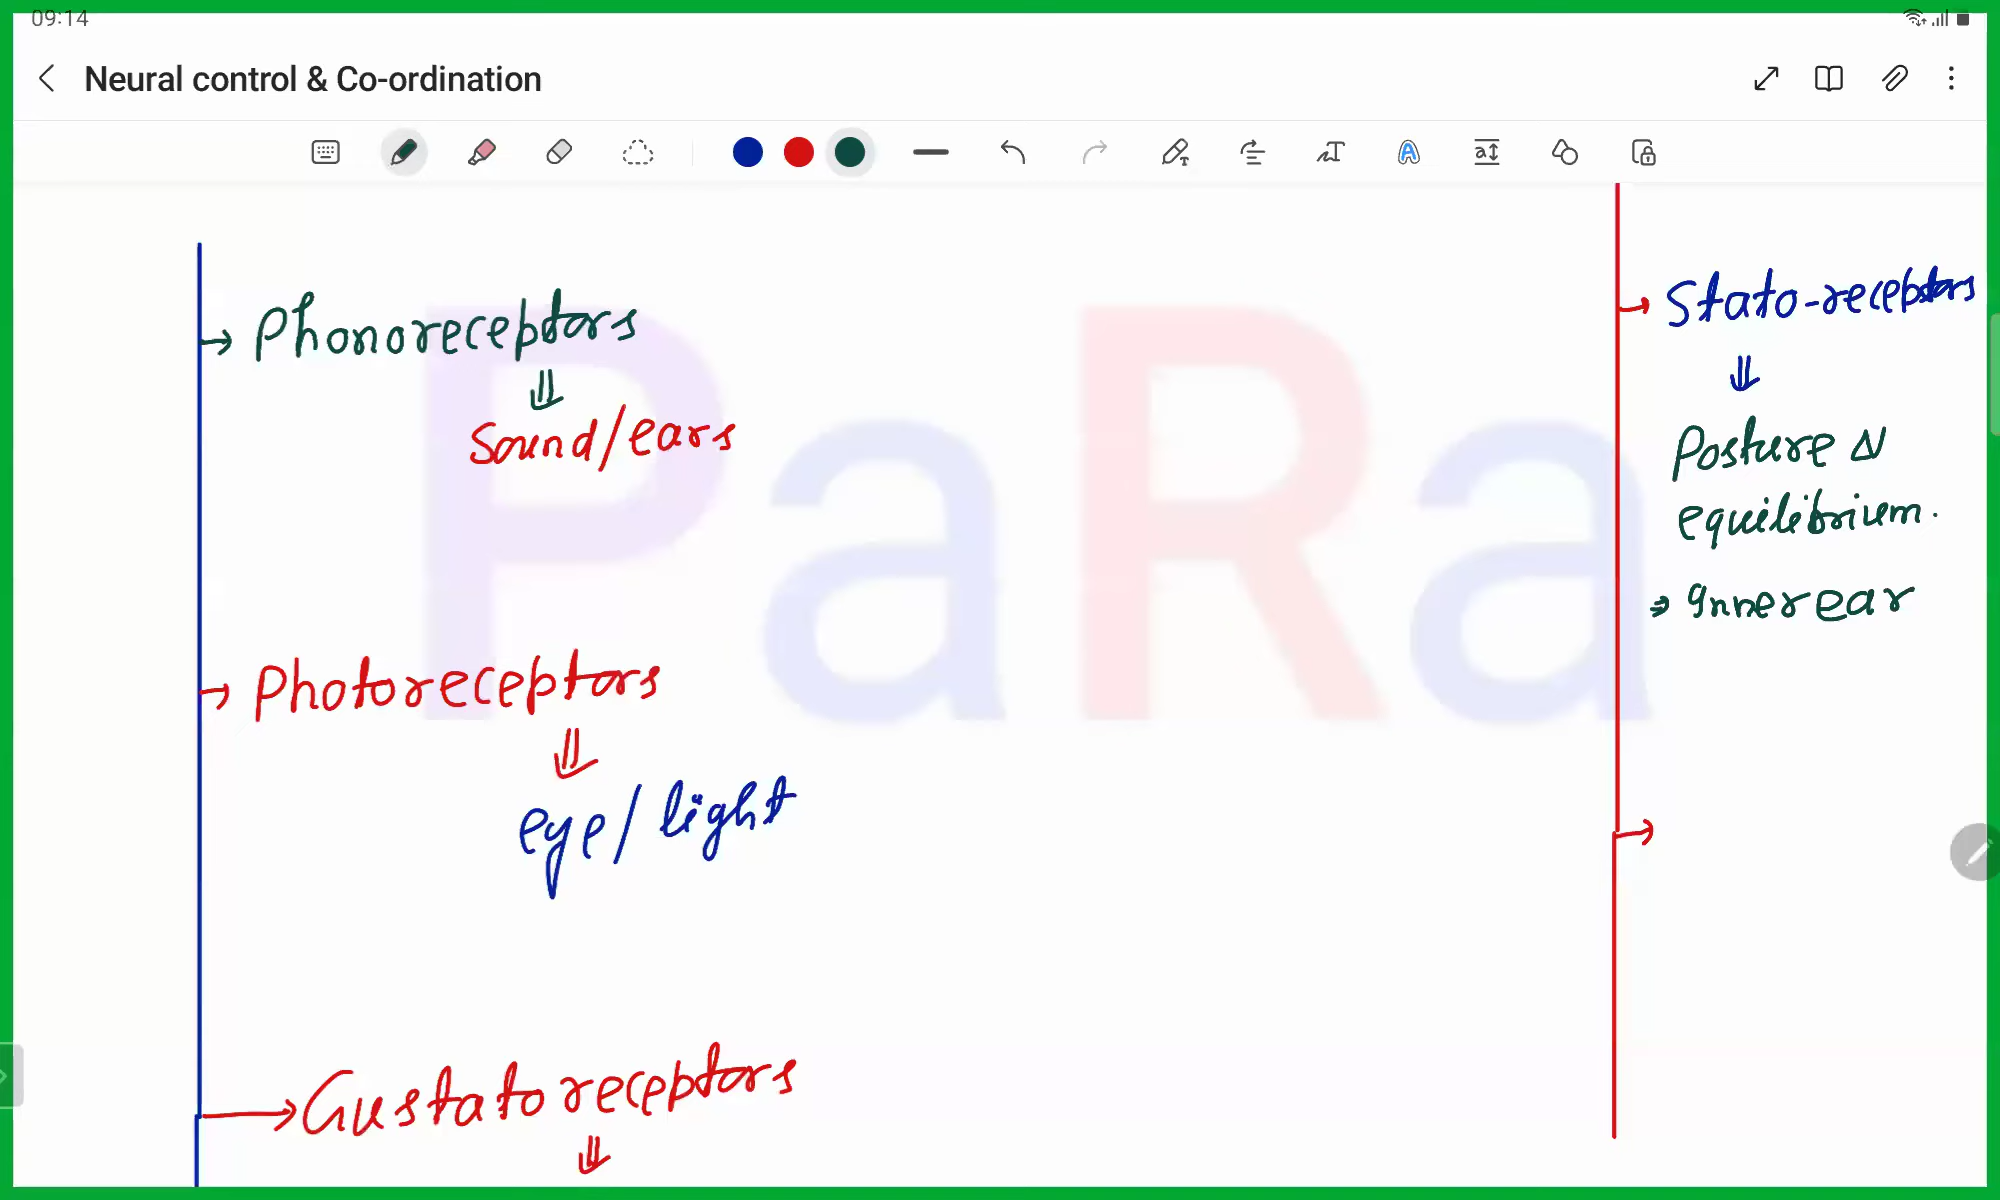 09:14
Neural control & Co-ordination
Phonoreceptors
Sound/ears
Photoreceptors
eye/light
Gustatoreceptors
Stato-receptors
Posture &
equilibrium.
Inner ear
PaRa